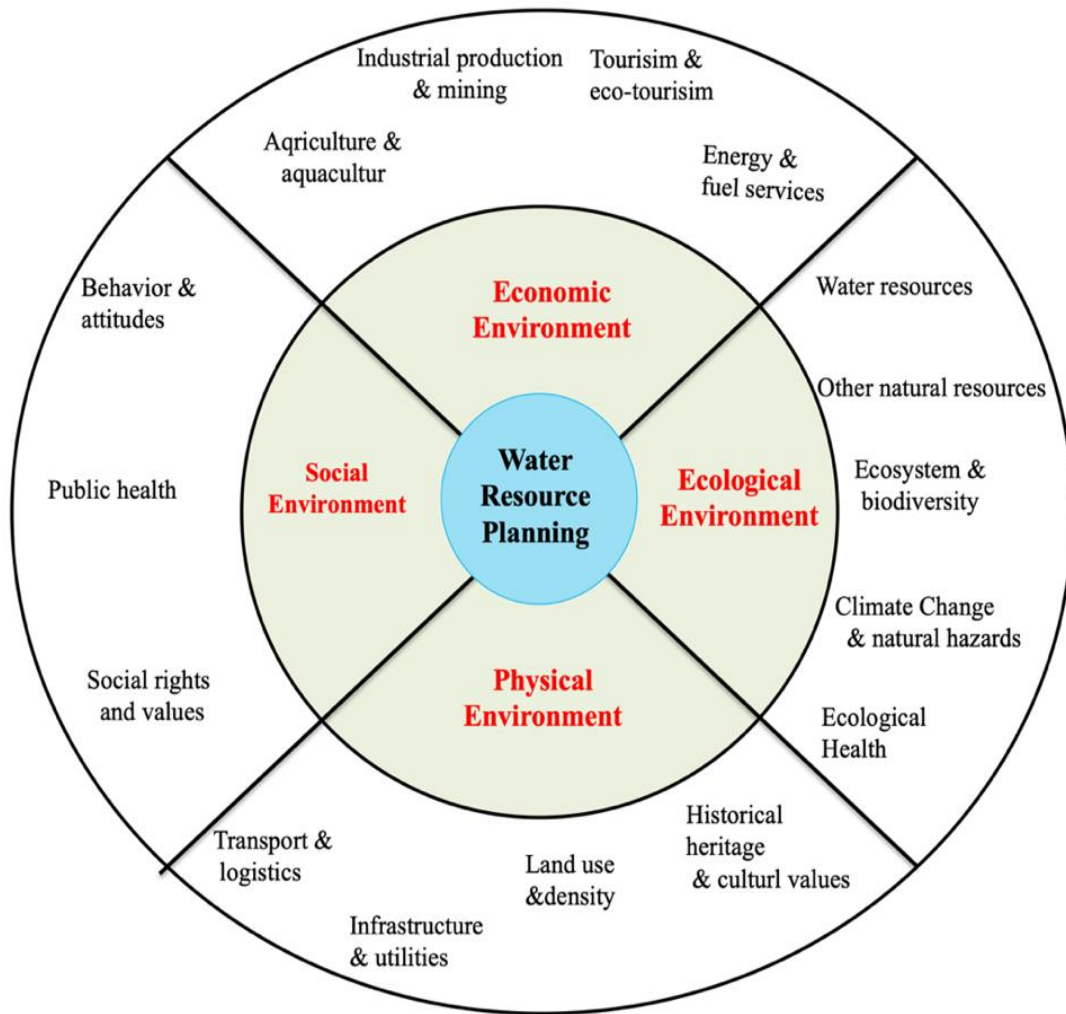 Industrial production
& mining
Tourisim &
eco-tourisim
Aqriculture &
aquacultur
Energy &
fuel services
Behavior &
attitudes
Economic
Environment
Water resources
Other natural resources
Public health
Social
Environment
Water
Resource
Planning
Ecological
Environment
Ecosystem &
biodiversity
Climate Change
& natural hazards
Social rights
and values
Physical
Environment
Ecological
Health
Transport &
logistics
Infrastructure
& utilities
Land use
&density
Historical
heritage
& culturl values